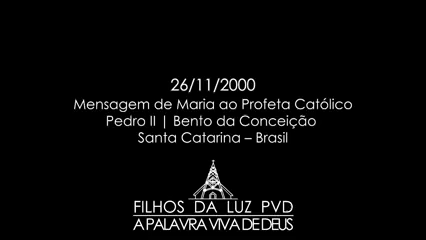 26/11/2000
Mensagem de Maria ao Profeta Católico
Pedro II | Bento da Conceição
Santa Catarina – Brasil
FILHOS DA LUZ PVD
A PALAVRA VIVA DE DEUS